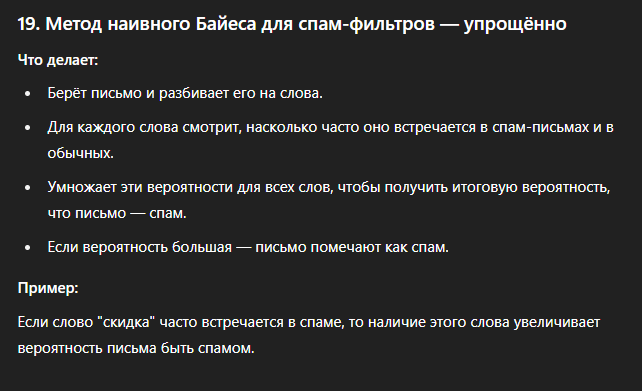 19. Метод наивного Байеса для спам-фильтров — упрощённо
Что делает:
• Берёт письмо и разбивает его на слова.
• Для каждого слова смотрит, насколько часто оно встречается в спам-письмах и в
обычных.
• Умножает эти вероятности для всех слов, чтобы получить итоговую вероятность,
что письмо — спам.
• Если вероятность большая — письмо помечают как спам.
Пример:
Если слово "скидка" часто встречается в спаме, то наличие этого слова увеличивает
вероятность письма быть спамом.